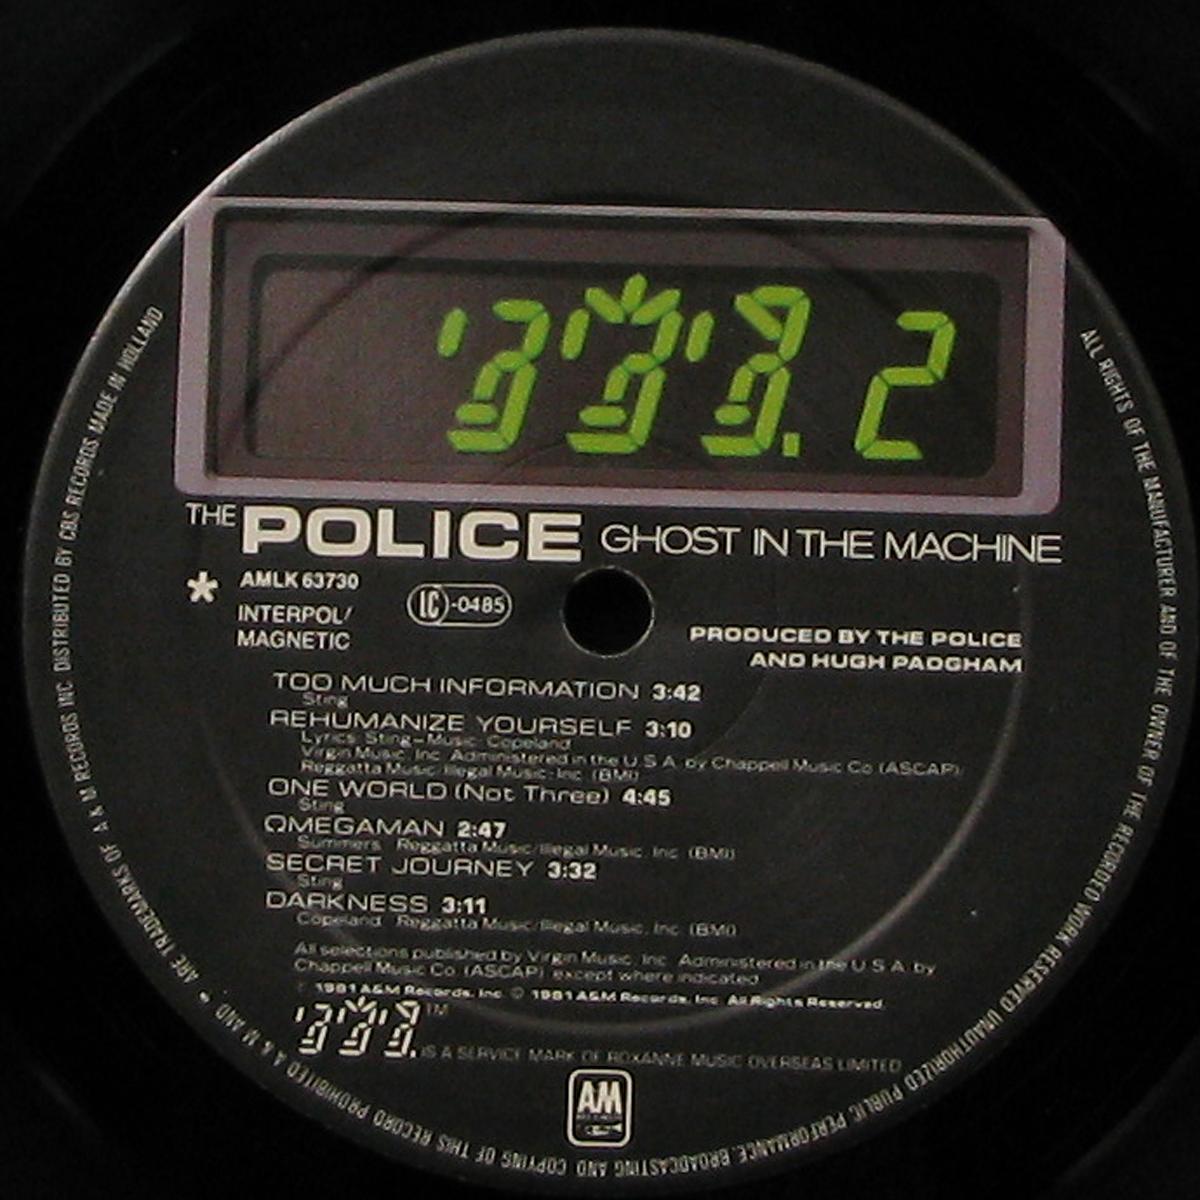 2
THE POLICE GHOST IN THE MACHINE
* AMLK 63730
INTERPOL/
MAGNETIC
IC-0485
PRODUCED BY THE POLICE
AND HUGH PADGHAM
TOO MUCH INFORMATION 3:42
Sting
REHUMANIZE YOURSELF 3:10
Lyrics: Sting–Music: Copeland
Virgin Music, Inc. Administered in the U.S.A. by Chappell Music Co (ASCAP)/
Reggatta Music/Illegal Music, Inc. (BMI)
ONE WORLD (Not Three) 4:45
Sting
ΩMEGAMAN 2:47
Summers Reggatta Music/Illegal Music, Inc. (BMI)
SECRET JOURNEY 3:32
Sting
DARKNESS 3:11
Copeland Reggatta Music/Illegal Music, Inc. (BMI)
All selections published by Virgin Music, Inc. Administered in the U.S.A. by
Chappell Music Co. (ASCAP) except where indicated
℗ 1981 A&M Records, Inc. © 1981 A&M Records, Inc. All Rights Reserved.
TM IS A SERVICE MARK OF ROXANNE MUSIC OVERSEAS LIMITED
A&M
ALL RIGHTS OF THE MANUFACTURER AND OF THE OWNER OF THE RECORDED WORK RESERVED UNAUTHORIZED PUBLIC PERFORMANCE BROADCASTING AND COPYING OF THIS RECORD PROHIBITED A & M AND • ARE TRADEMARKS OF A & M RECORDS INC. DISTRIBUTED BY CBS RECORDS MADE IN HOLLAND